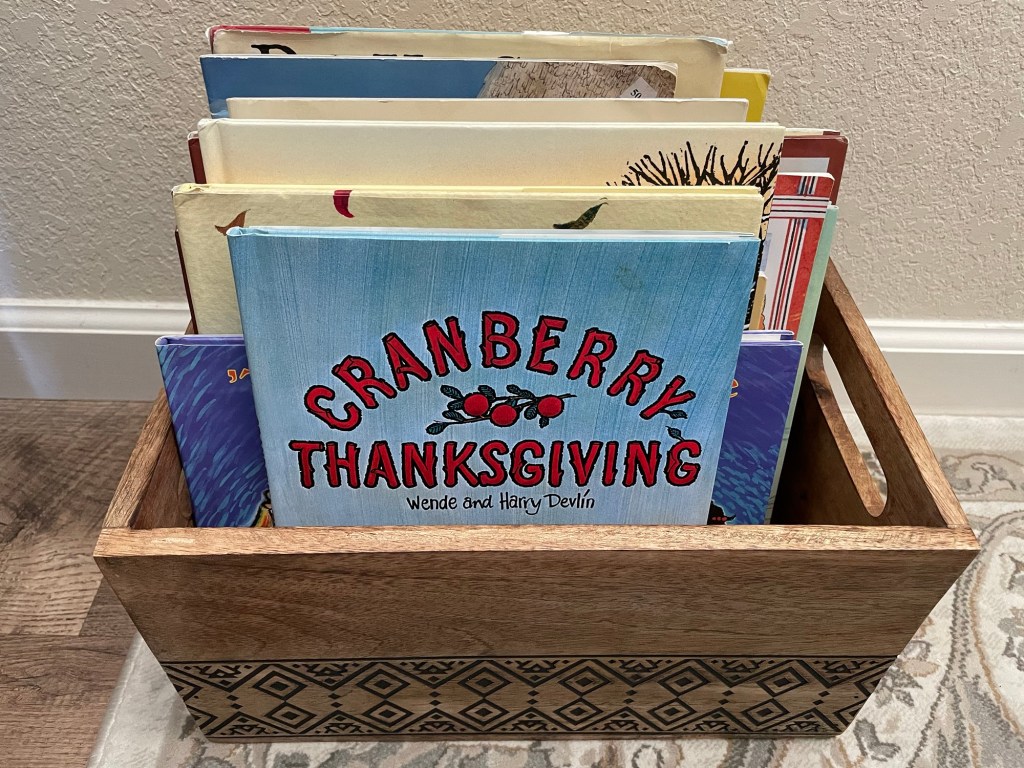 CRANBERRY
THANKSGIVING
Wende and Harry Devlin